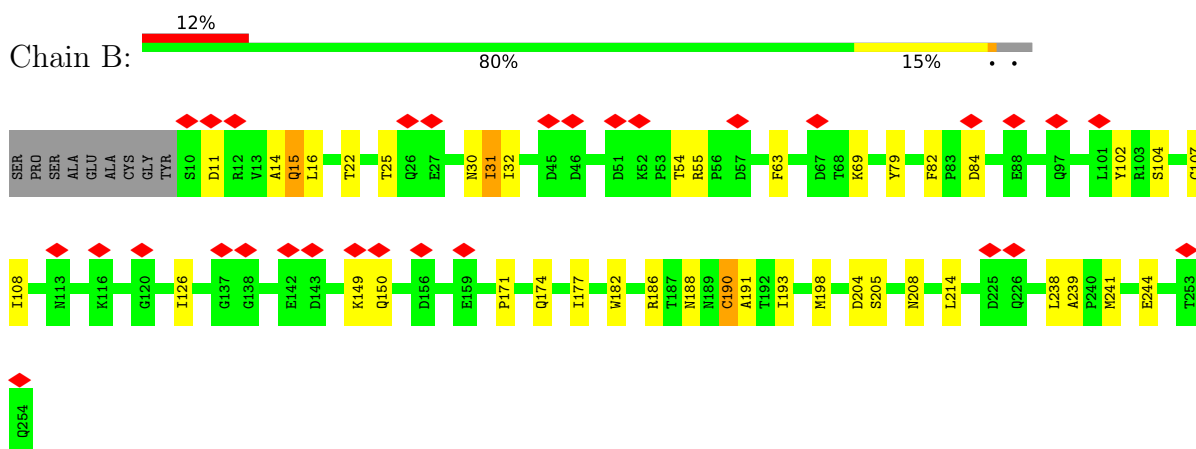 12%
Chain B:
80% 15% • •
SER PRO SER ALA GLU ALA CYS GLY TYR S10 D11 R12 V13 A14 Q15 L16 T22 T25 Q26 E27 N30 I31 I32 D45 D46 D51 K52 P53 T54 R55 P56 D57 F63 D67 T68 K69 Y79 F82 P83 D84 E88 Q97 L101 Y102 R103 S104 C107
I108 N113 K116 G120 I126 G137 G138 E142 D143 K149 Q150 D156 E159 P171 Q174 I177 W182 R186 T187 N188 N189 C190 A191 T192 I193 M198 D204 S205 N208 L214 D225 Q226 L238 A239 P240 M241 E244 T253
Q254